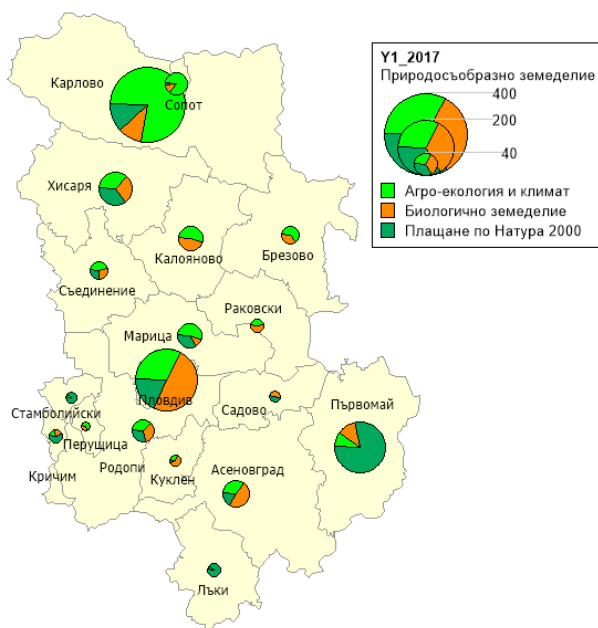 Y1_2017
Природосъобразно земеделие
400
200
40
Агро-екология и климат
Биологично земеделие
Плащане по Натура 2000
Карлово
Сопот
Хисаря
Калояново
Брезово
Съединение
Раковски
Марица
Пловдив
Садово
Първомай
Стамболийски
Перущица
Кричим
Родопи
Куклен
Асеновград
Лъки